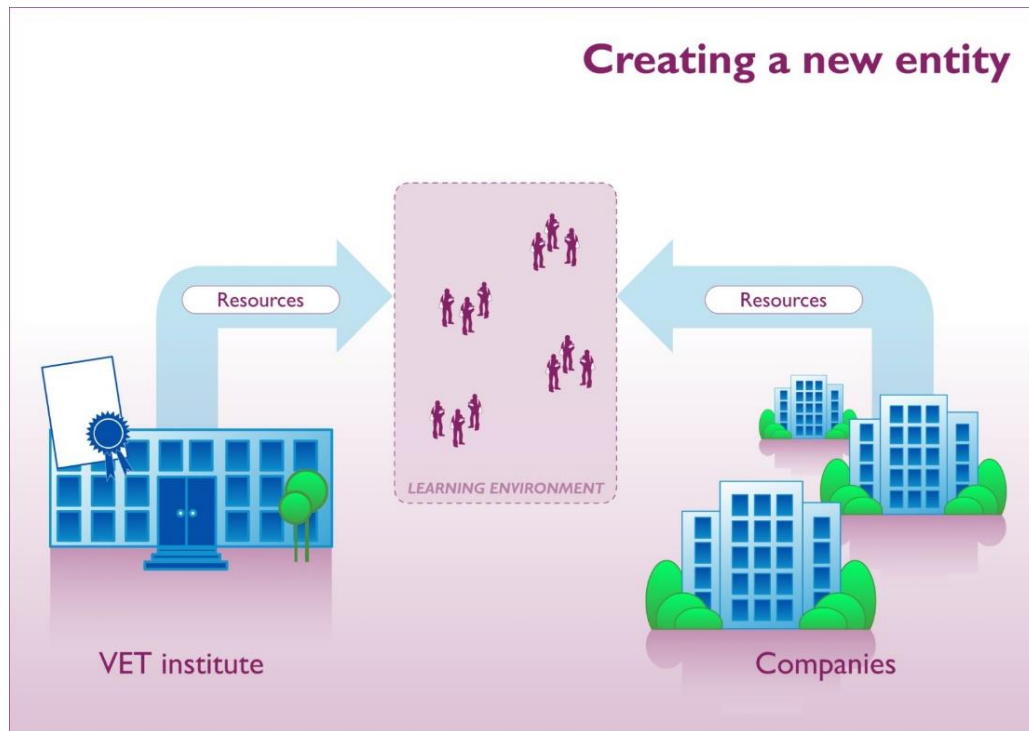 Creating a new entity
Resources
Resources
LEARNING ENVIRONMENT
VET institute
Companies